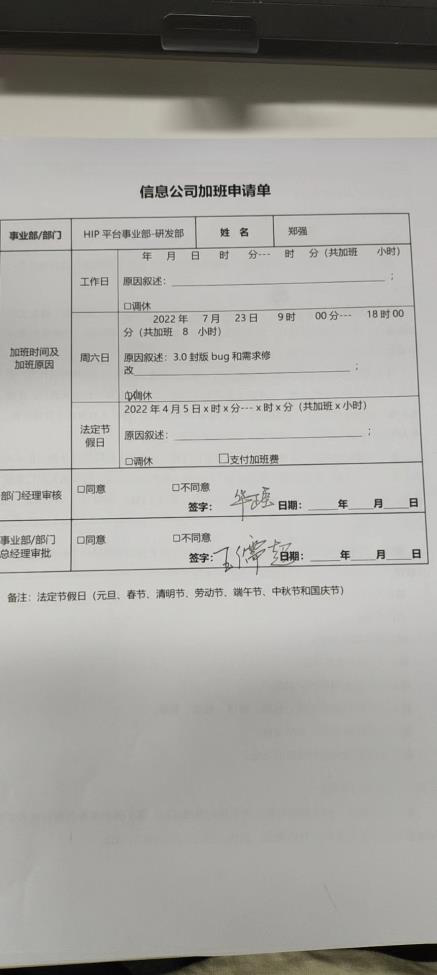 信息公司加班申请单
事业部/部门 HIP 平台事业部-研发部 姓 名 郑强
加班时间及加班原因
工作日
年 月 日 时 分--- 时 分（共加班 小时）
原因叙述：______________________________；
□调休
周六日
2022 年 7 月 23 日 9 时 00 分--- 18 时 00
分（共加班 8 小时）
原因叙述：3.0 封版 bug 和需求修
改______________________________；
□调休
法定节假日
2022 年 4 月 5 日 x 时 x 分--- x 时 x 分（共加班 x 小时）
原因叙述：______________________________；
□调休 □支付加班费
部门经理审核 □同意 □不同意
签字： 日期：_____年_____月_____日
事业部/部门
总经理审批
□同意 □不同意
签字： 日期：_____年_____月_____日
备注：法定节假日（元旦、春节、清明节、劳动节、端午节、中秋节和国庆节）